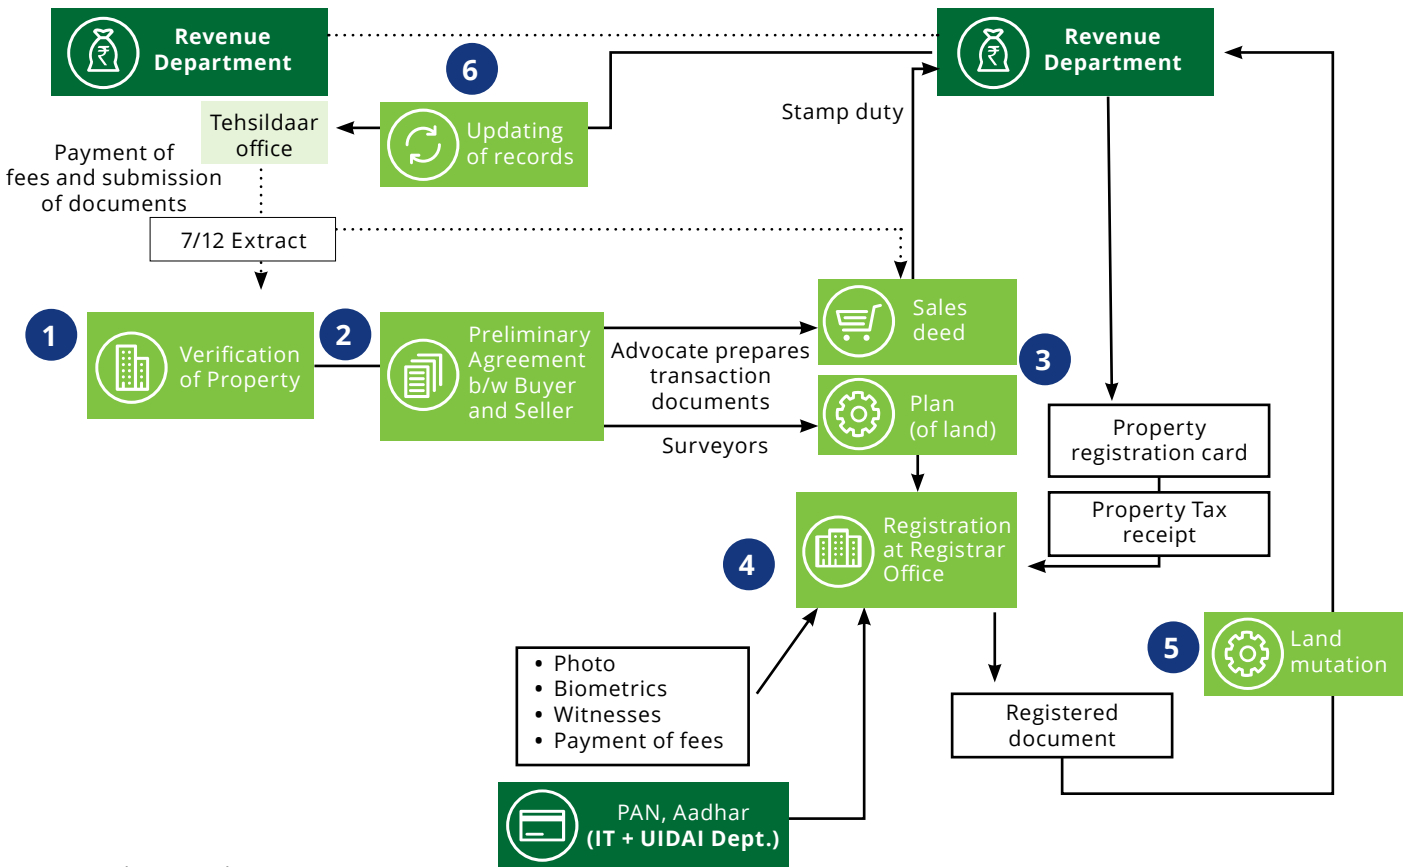 Revenue
Department
Revenue
Department
6
Stamp duty
Tehsildaar
office
Updating
of records
Payment of
fees and submission
of documents
7/12 Extract
1
Verification
of Property
2
Preliminary
Agreement
b/w Buyer
and Seller
Advocate prepares
transaction
documents
Surveyors
Sales
deed
3
Plan
(of land)
Property
registration card
Property Tax
receipt
4
Registration
at Registrar
Office
5
Land
mutation
• Photo
• Biometrics
• Witnesses
• Payment of fees
Registered
document
PAN, Aadhar
(IT + UIDAI Dept.)